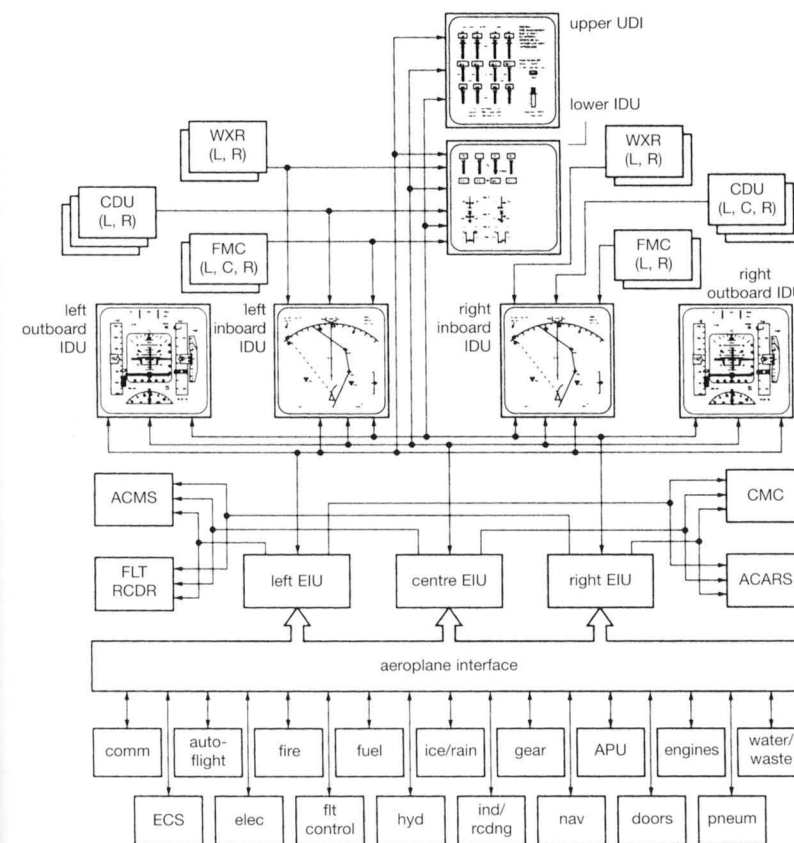 upper UDI
lower IDU
WXR
(L, R)
WXR
(L, R)
CDU
(L, R)
CDU
(L, C, R)
FMC
(L, C, R)
FMC
(L, R)
left
outboard
IDU
left
inboard
IDU
right
inboard
IDU
right
outboard IDU
ACMS
CMC
FLT
RCDR
left EIU
centre EIU
right EIU
ACARS
aeroplane interface
comm
auto-
flight
fire
fuel
ice/rain
gear
APU
engines
water/
waste
ECS
elec
flt
control
hyd
ind/
rcdng
nav
doors
pneum